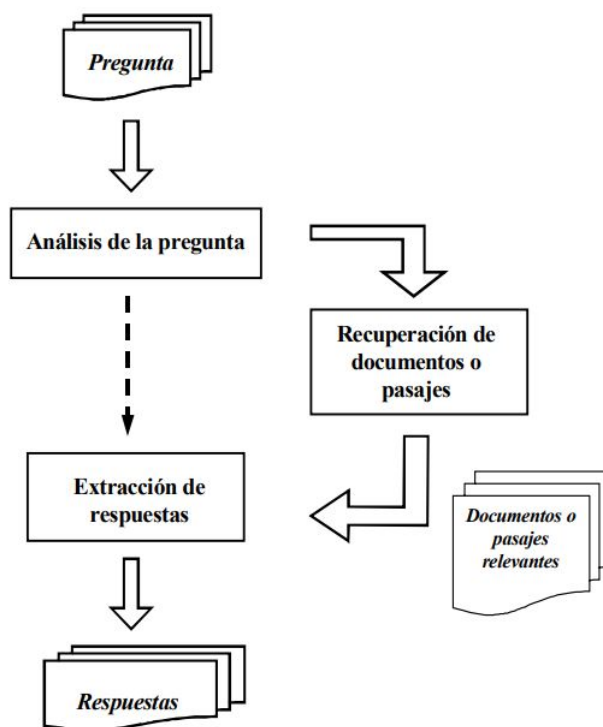 Pregunta
Análisis de la pregunta
Recuperación de
documentos o
pasajes
Extracción de
respuestas
Documentos o
pasajes
relevantes
Respuestas